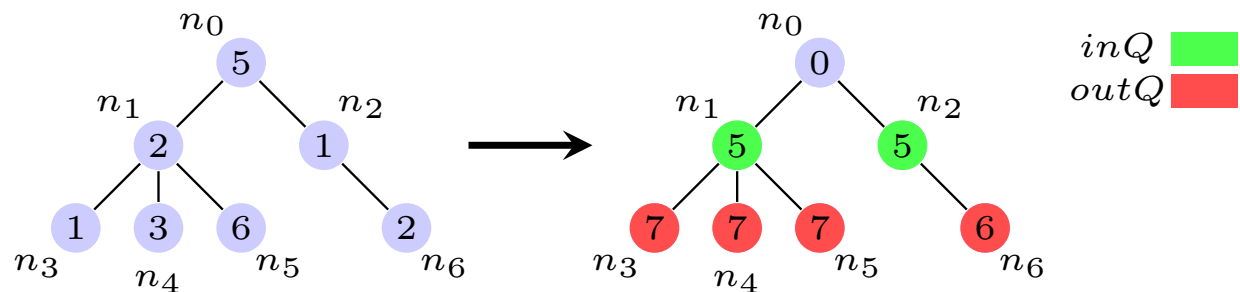 n₀ n₀
5 0 inQ
outQ
n₁ n₂ n₁ n₂
2 1 5 5
1 3 6 2 7 7 7 6
n₃ n₄ n₅ n₆ n₃ n₄ n₅ n₆